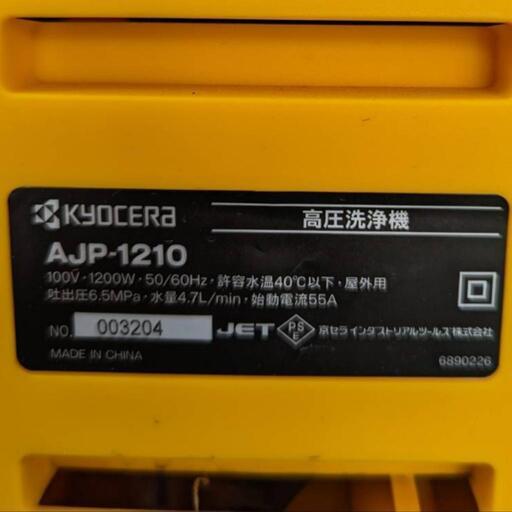 KYOCERA 高圧洗浄機
AJP-1210
100V・1200W・50/60Hz・許容水温40℃以下・屋外用
吐出圧6.5MPa・水量4.7L/min・始動電流55A
NO. 003204 JET PSE 京セラインダストリアルツールズ株式会社
MADE IN CHINA 6890226